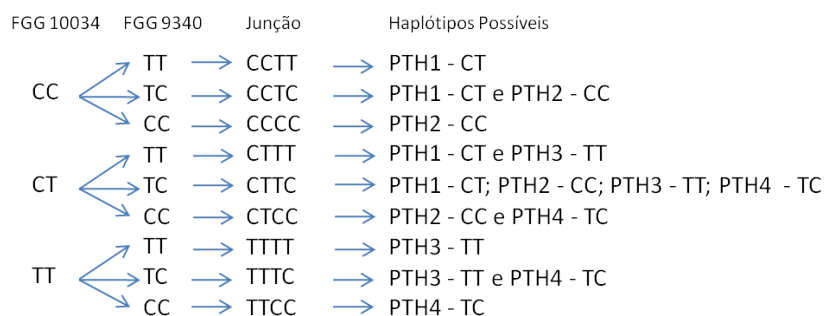 FGG 10034 FGG 9340 Junção Haplótipos Possíveis
TT CCTT PTH1 - CT
CC TC CCTC PTH1 - CT e PTH2 - CC
CC CCCC PTH2 - CC
TT CTTT PTH1 - CT e PTH3 - TT
CT TC CTTC PTH1 - CT; PTH2 - CC; PTH3 - TT; PTH4 - TC
CC CTCC PTH2 - CC e PTH4 - TC
TT TTTT PTH3 - TT
TT TC TTTC PTH3 - TT e PTH4 - TC
CC TTCC PTH4 - TC